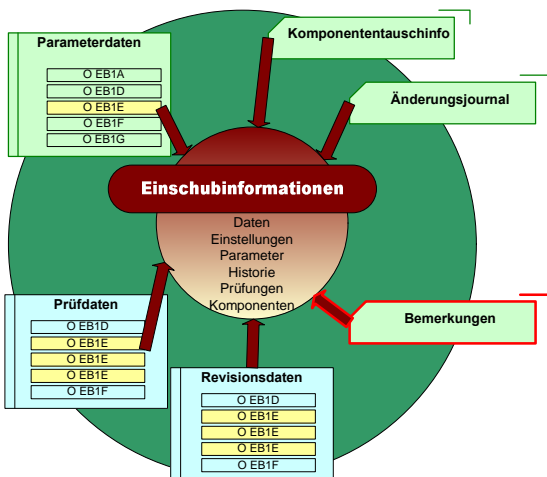 Parameterdaten
O EB1A
O EB1D
O EB1E
O EB1F
O EB1G
Komponententauschinfo
Änderungsjournal
Einschubinformationen
Daten
Einstellungen
Parameter
Historie
Prüfungen
Komponenten
Prüfdaten
O EB1D
O EB1E
O EB1E
O EB1E
O EB1F
Bemerkungen
Revisionsdaten
O EB1D
O EB1E
O EB1E
O EB1E
O EB1F